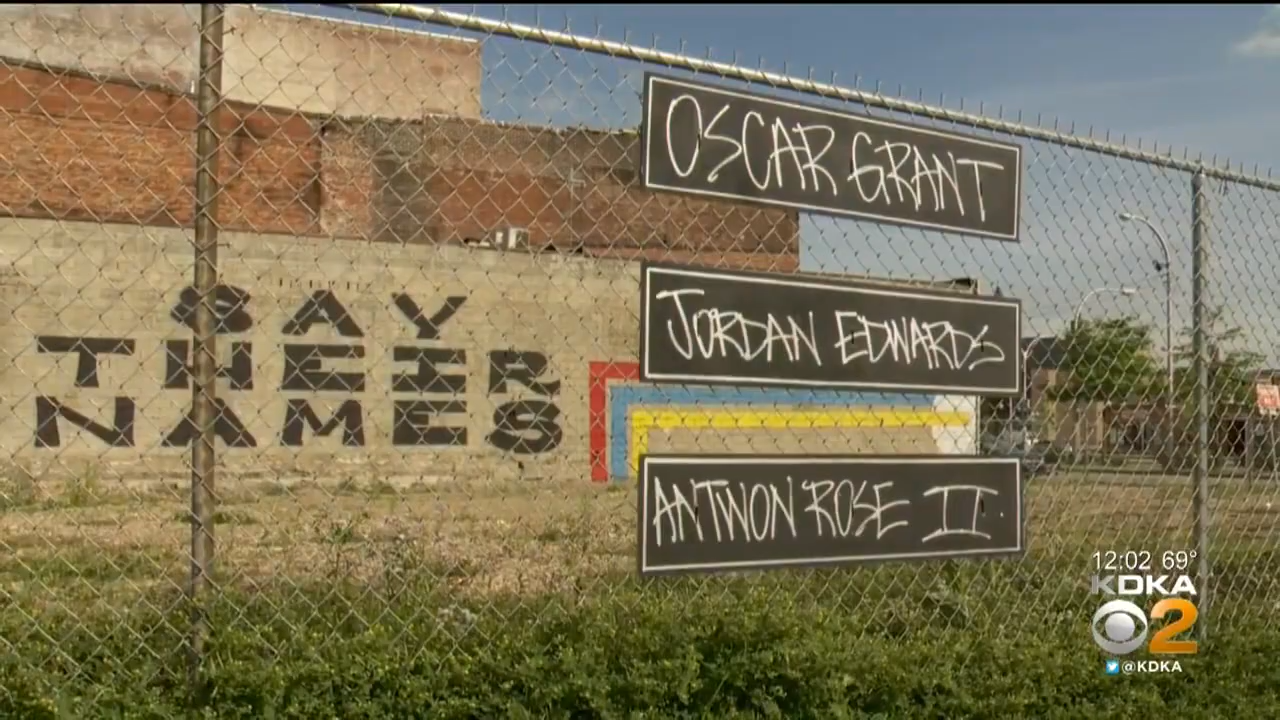 SAY
THEIR
NAMES
OSCAR GRANT
JORDAN EDWARDS
ANTWON ROSE II.
12:02 69°
KDKA
2
@KDKA